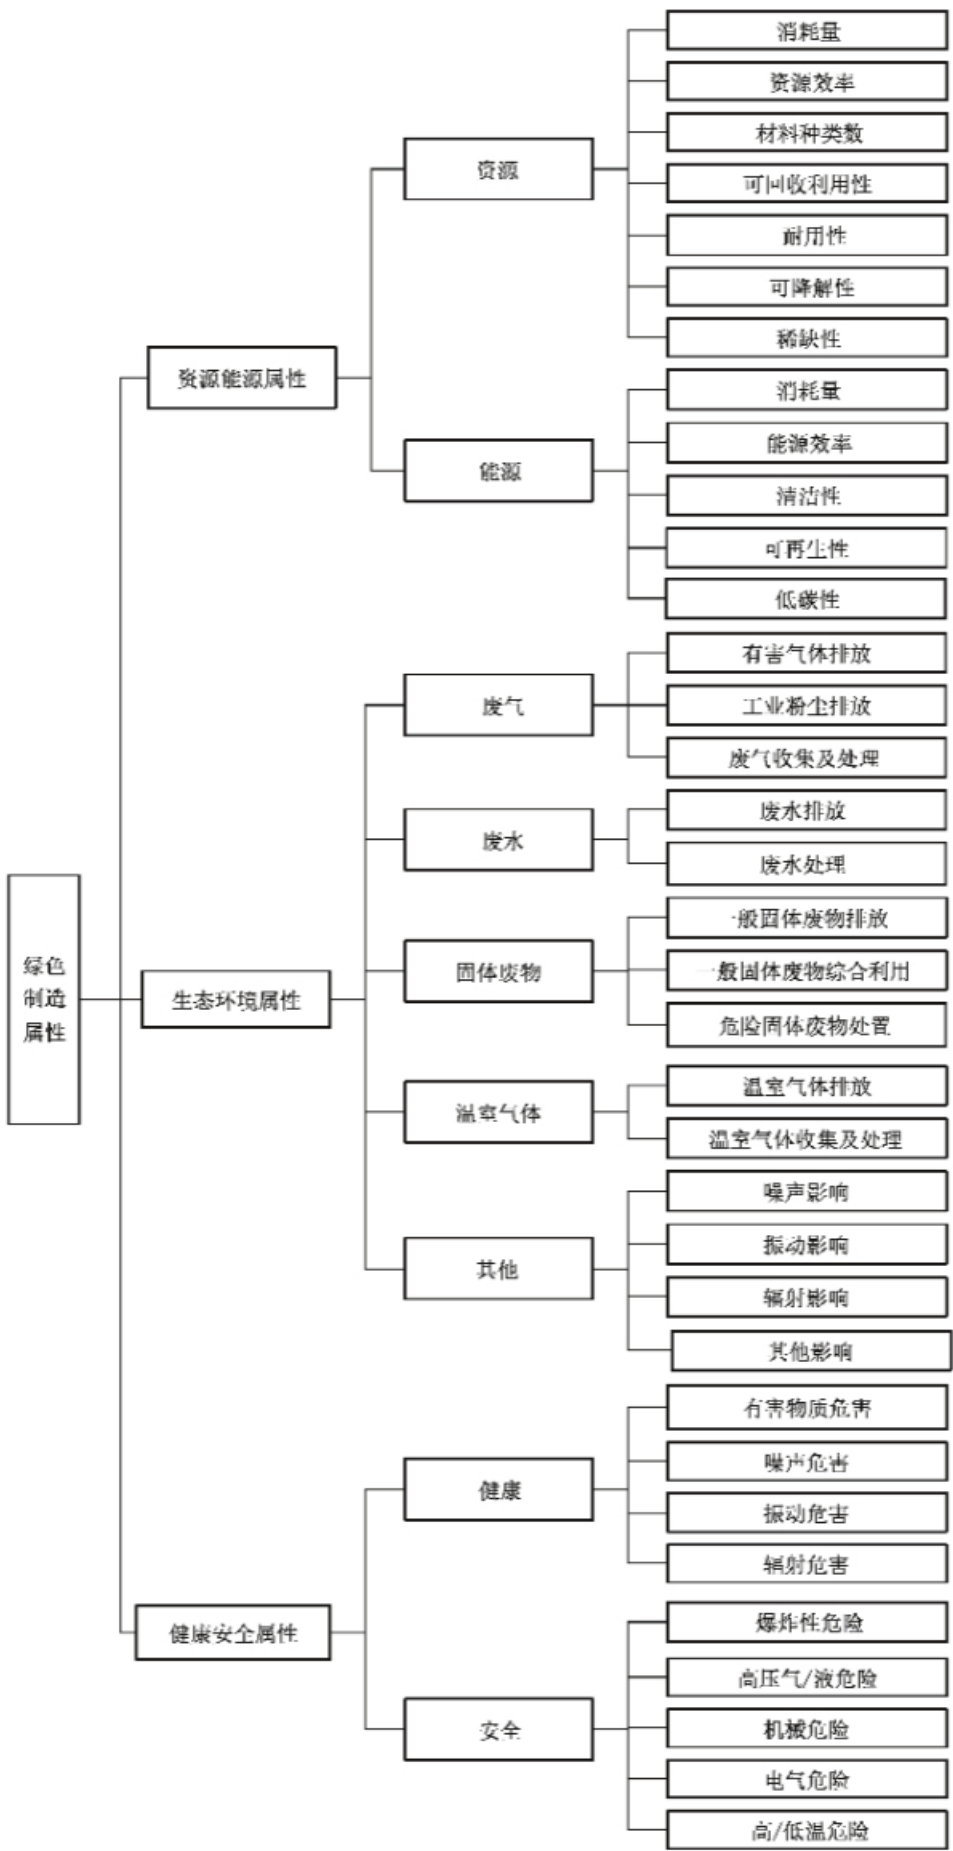 绿色
制造
属性
资源能源属性
资源
消耗量
资源效率
材料种类数
可回收利用性
耐用性
可降解性
稀缺性
能源
消耗量
能源效率
清洁性
可再生性
低碳性
生态环境属性
废气
有害气体排放
工业粉尘排放
废气收集及处理
废水
废水排放
废水处理
固体废物
一般固体废物排放
一般固体废物综合利用
危险固体废物处置
温室气体
温室气体排放
温室气体收集及处理
其他
噪声影响
振动影响
辐射影响
其他影响
健康安全属性
健康
有害物质危害
噪声危害
振动危害
辐射危害
安全
爆炸性危险
高压气/液危险
机械危险
电气危险
高/低温危险